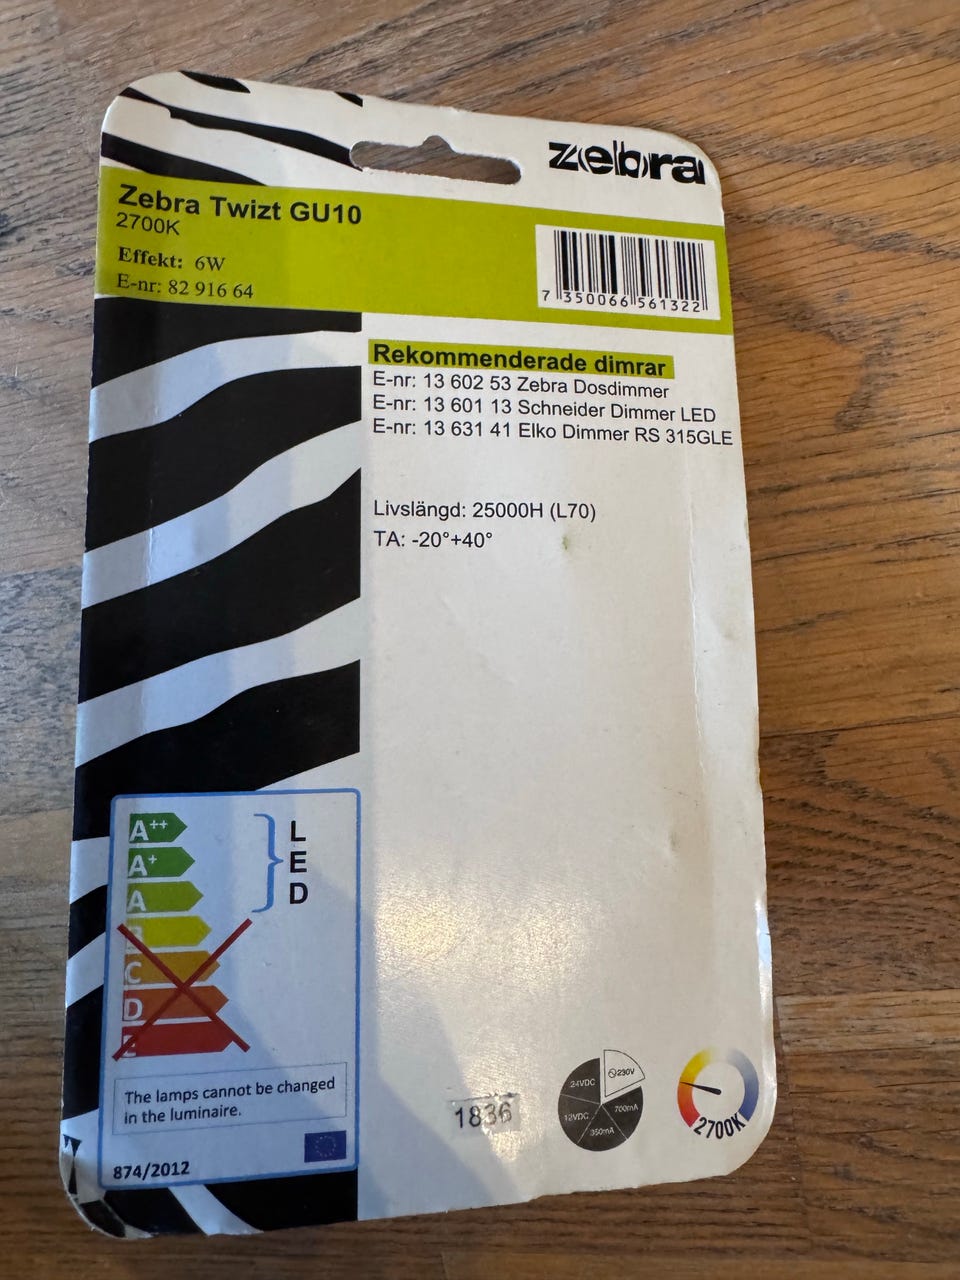 zebra
Zebra Twizt GU10
2700K
Effekt: 6W
E-nr: 82 916 64
7 350066 561322
Rekommenderade dimrar
E-nr: 13 602 53 Zebra Dosdimmer
E-nr: 13 601 13 Schneider Dimmer LED
E-nr: 13 631 41 Elko Dimmer RS 315GLE
Livslängd: 25000H (L70)
TA: -20°+40°
A++
A+
A
B
C
D
E
LED
The lamps cannot be changed
in the luminaire.
874/2012
1836
24VDC
230V
12VDC
700mA
350mA
2700K